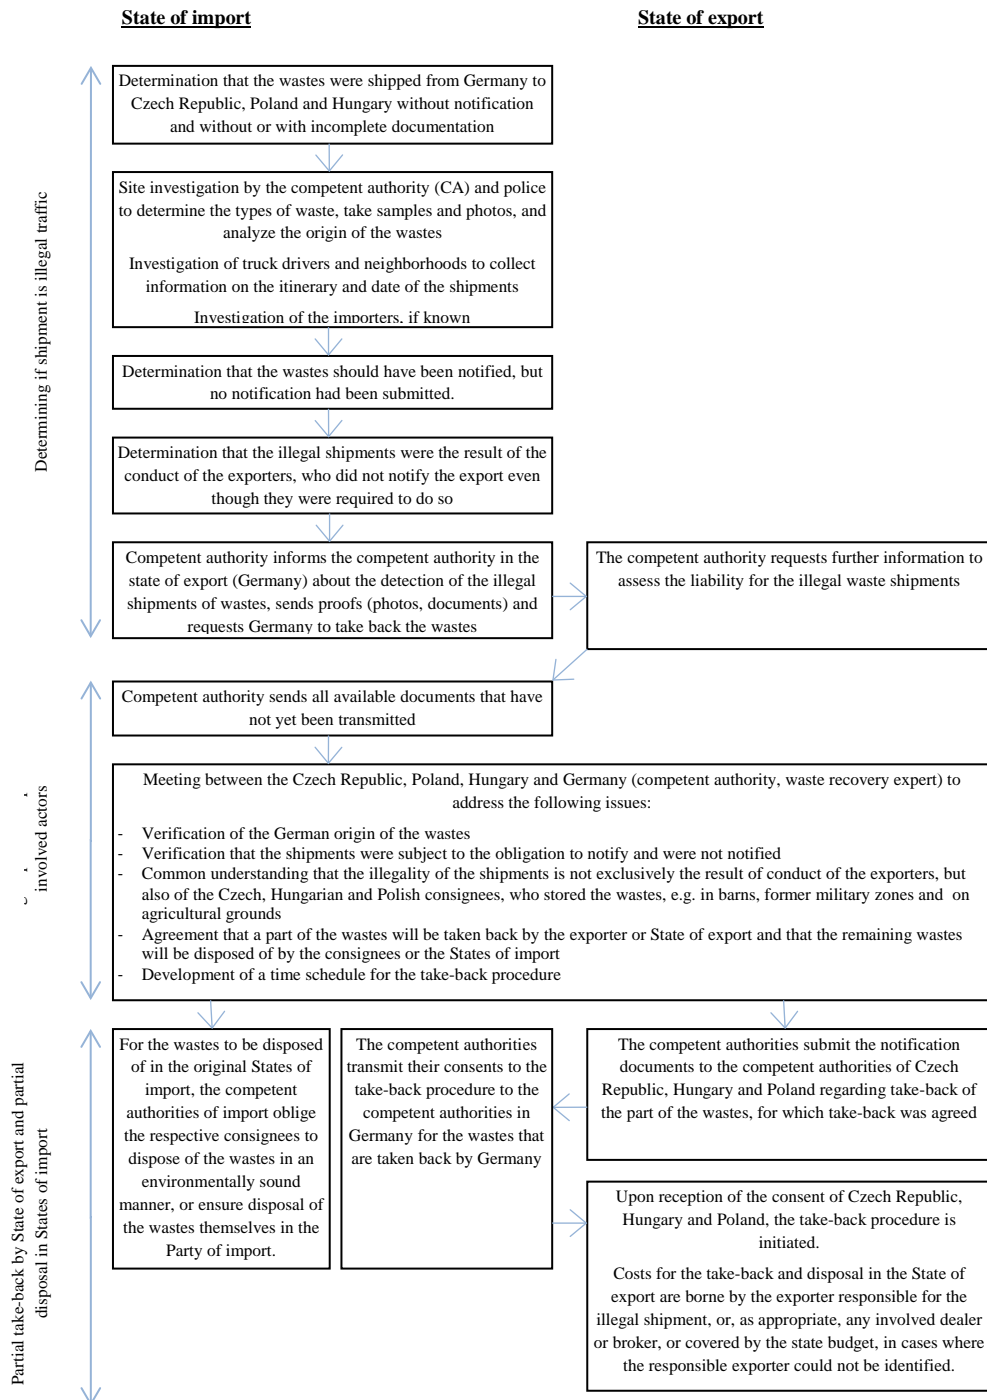 State of import
State of export
Determining if shipment is illegal traffic
Determination that the wastes were shipped from Germany to
Czech Republic, Poland and Hungary without notification
and without or with incomplete documentation
Site investigation by the competent authority (CA) and police
to determine the types of waste, take samples and photos, and
analyze the origin of the wastes
Investigation of truck drivers and neighborhoods to collect
information on the itinerary and date of the shipments
Investigation of the importers, if known
Determination that the wastes should have been notified, but
no notification had been submitted.
Determination that the illegal shipments were the result of the
conduct of the exporters, who did not notify the export even
though they were required to do so
Competent authority informs the competent authority in the
state of export (Germany) about the detection of the illegal
shipments of wastes, sends proofs (photos, documents) and
requests Germany to take back the wastes
The competent authority requests further information to
assess the liability for the illegal waste shipments
involved actors
Competent authority sends all available documents that have
not yet been transmitted
Meeting between the Czech Republic, Poland, Hungary and Germany (competent authority, waste recovery expert) to
address the following issues:
- Verification of the German origin of the wastes
- Verification that the shipments were subject to the obligation to notify and were not notified
- Common understanding that the illegality of the shipments is not exclusively the result of conduct of the exporters, but
also of the Czech, Hungarian and Polish consignees, who stored the wastes, e.g. in barns, former military zones and on
agricultural grounds
- Agreement that a part of the wastes will be taken back by the exporter or State of export and that the remaining wastes
will be disposed of by the consignees or the States of import
- Development of a time schedule for the take-back procedure
Partial take-back by State of export and partial
disposal in States of import
For the wastes to be disposed
of in the original States of
import, the competent
authorities of import oblige
the respective consignees to
dispose of the wastes in an
environmentally sound
manner, or ensure disposal of
the wastes themselves in the
Party of import.
The competent authorities
transmit their consents to the
take-back procedure to the
competent authorities in
Germany for the wastes that
are taken back by Germany
The competent authorities submit the notification
documents to the competent authorities of Czech
Republic, Hungary and Poland regarding take-back of
the part of the wastes, for which take-back was agreed
Upon reception of the consent of Czech Republic,
Hungary and Poland, the take-back procedure is
initiated.
Costs for the take-back and disposal in the State of
export are borne by the exporter responsible for the
illegal shipment, or, as appropriate, any involved dealer
or broker, or covered by the state budget, in cases where
the responsible exporter could not be identified.